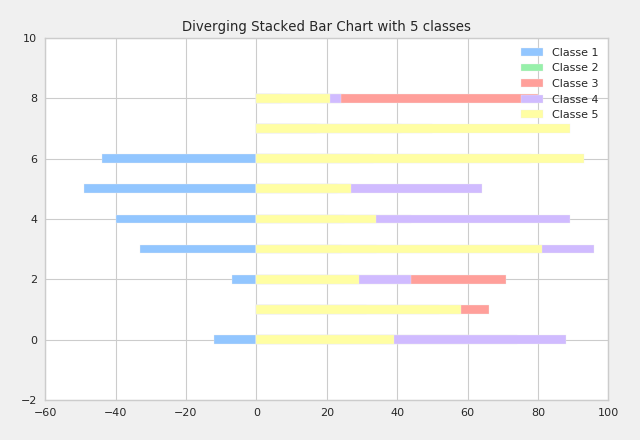 Diverging Stacked Bar Chart with 5 classes
10
8
6
4
2
0
−2
Classe 1
Classe 2
Classe 3
Classe 4
Classe 5
−60 −40 −20 0 20 40 60 80 100